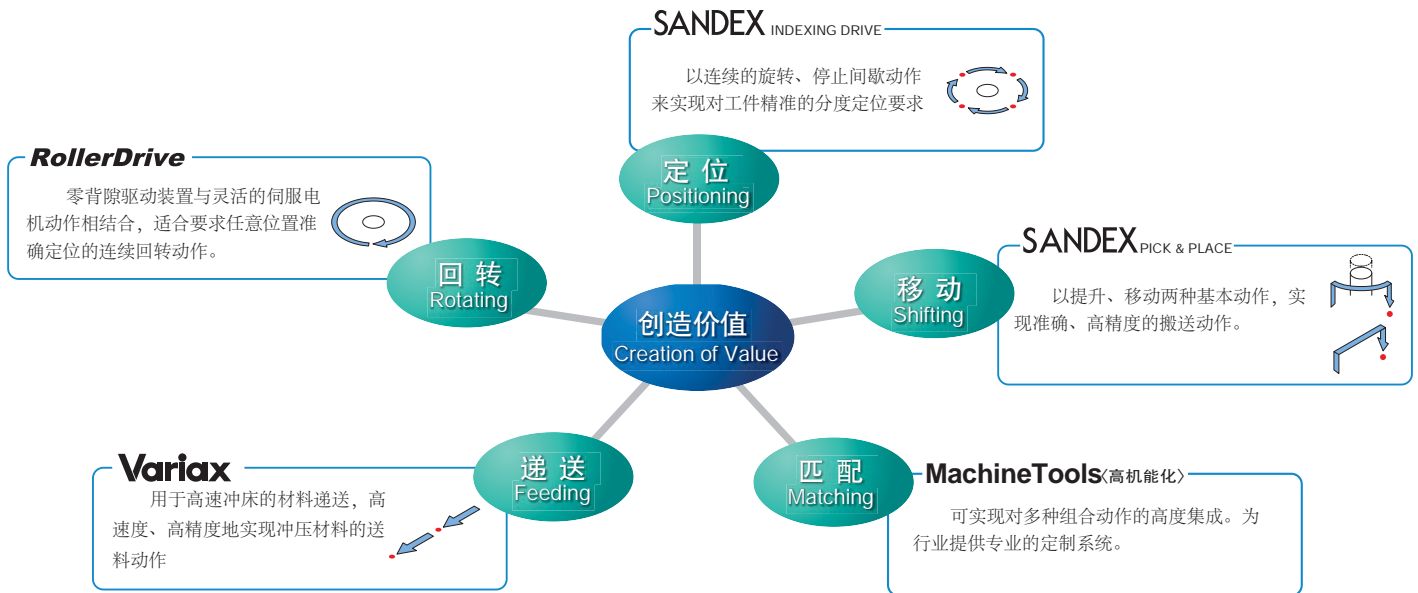 SANDEX INDEXING DRIVE
以连续的旋转、停止间歇动作
来实现对工件精准的分度定位要求
定 位
Positioning
RollerDrive
零背隙驱动装置与灵活的伺服电
机动作相结合，适合要求任意位置准
确定位的连续回转动作。
回 转
Rotating
SANDEX PICK & PLACE
以提升、移动两种基本动作，实
现准确、高精度的搬送动作。
移 动
Shifting
创造价值
Creation of Value
Variax
用于高速冲床的材料递送，高
速度、高精度地实现冲压材料的送
料动作
递 送
Feeding
匹 配
Matching
MachineTools〈高机能化〉
可实现对多种组合动作的高度集成。为
行业提供专业的定制系统。